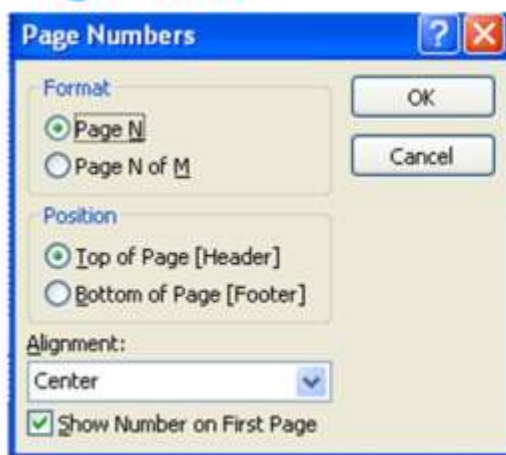 Page Numbers
Format
Page N
Page N of M
OK
Cancel
Position
Top of Page [Header]
Bottom of Page [Footer]
Alignment:
Center
Show Number on First Page